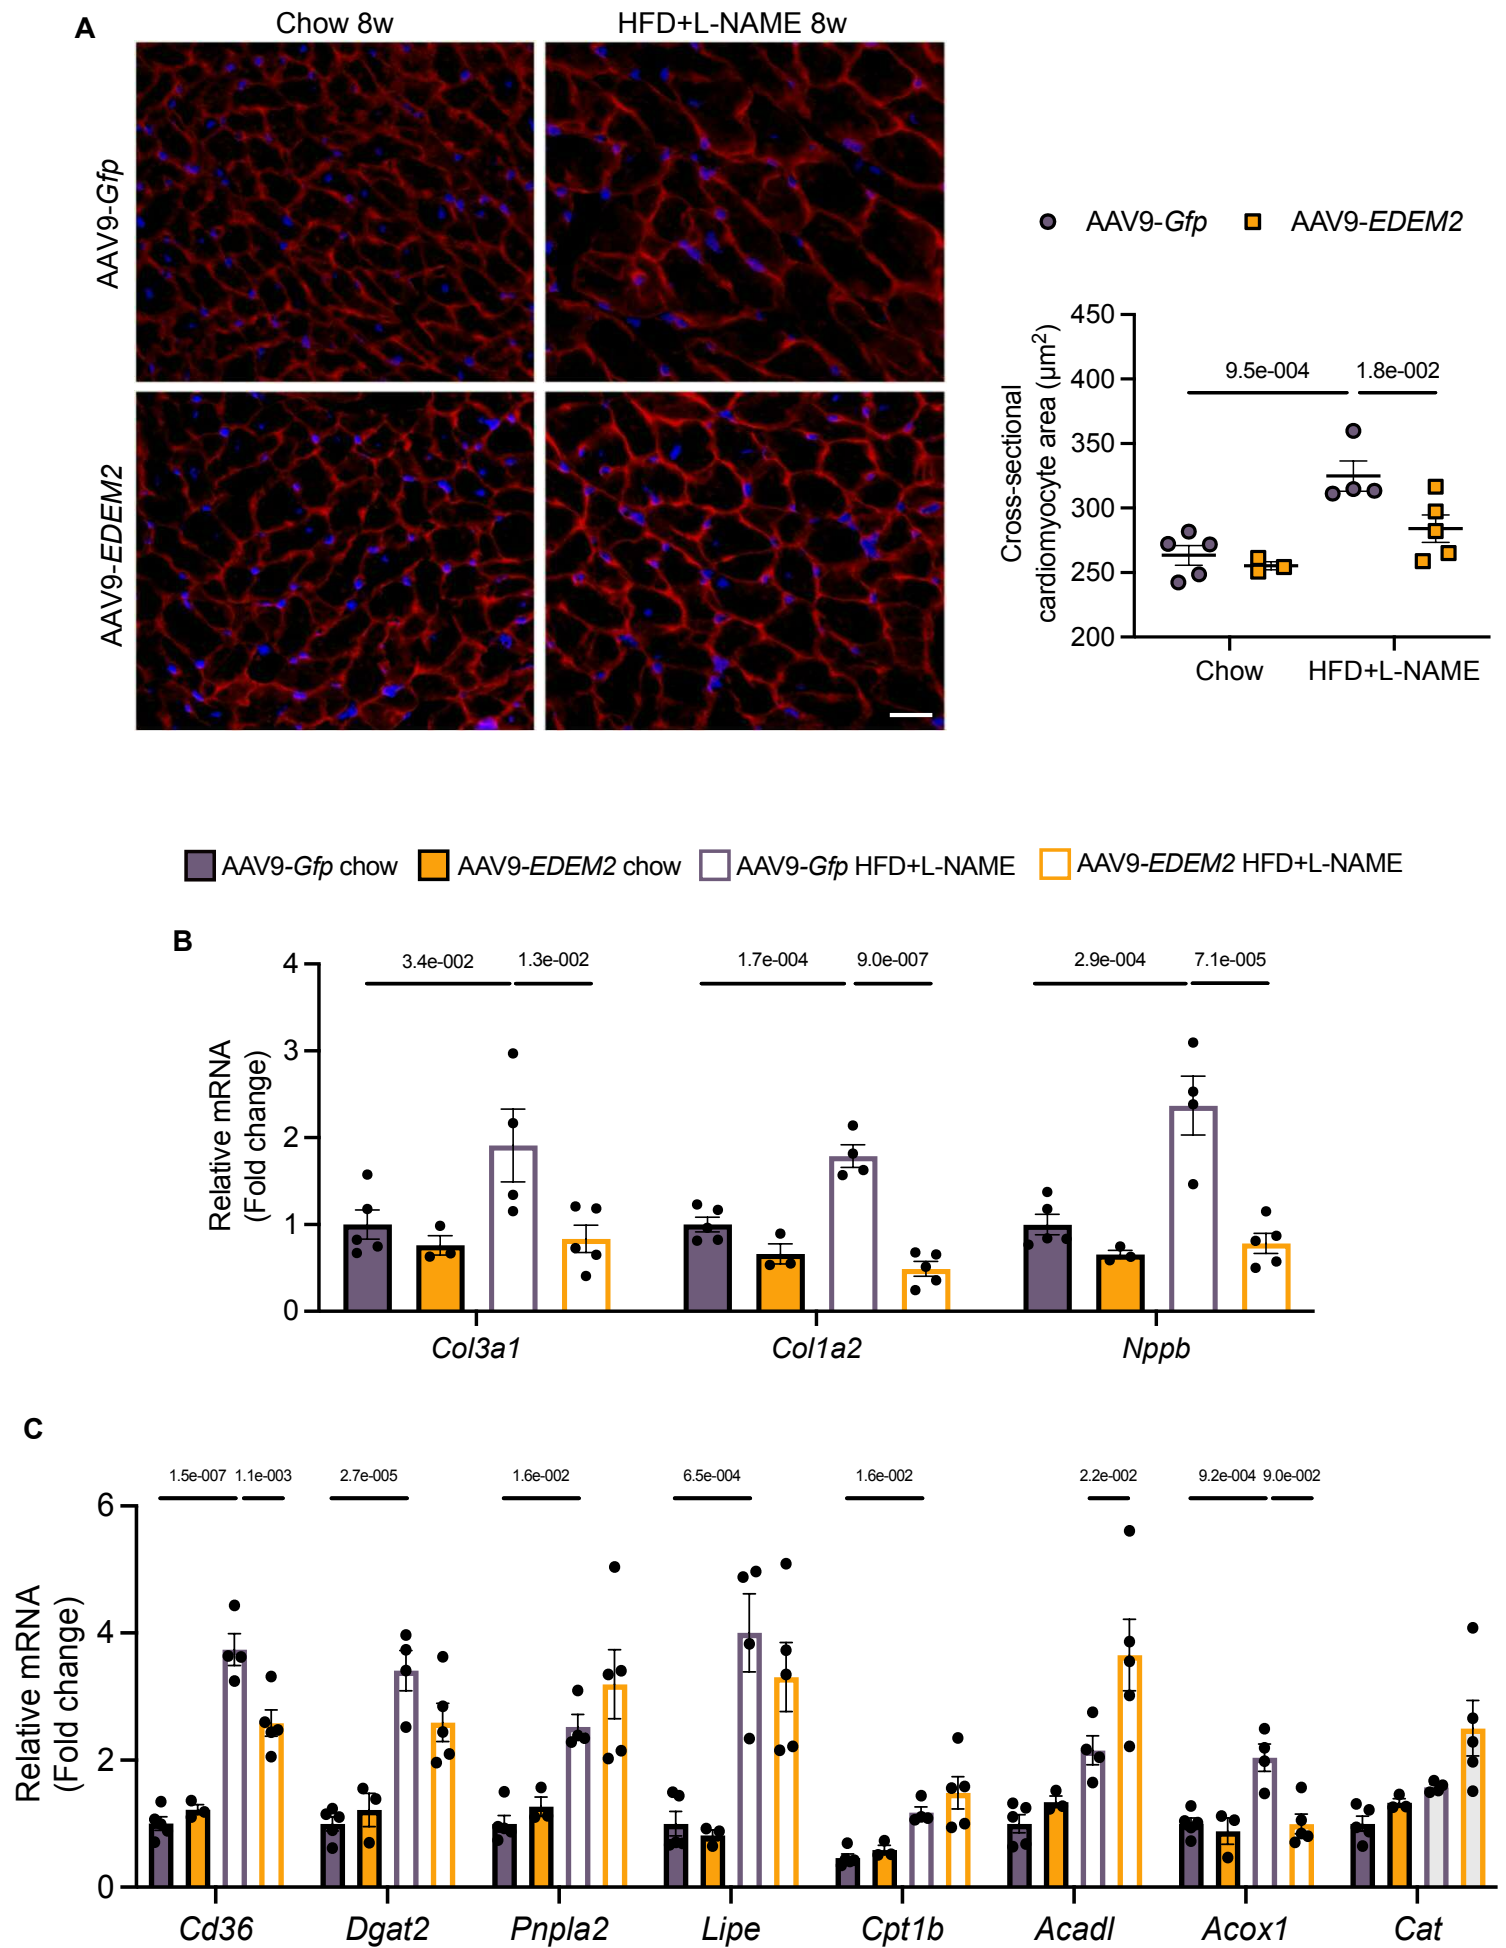 A
Chow 8w
HFD+L-NAME 8w
AAV9-Gfp
AAV9-EDEM2
AAV9-Gfp
AAV9-EDEM2
Cross-sectional
cardiomyocyte area (μm²)
450
400
350
300
250
200
9.5e-004
1.8e-002
Chow
HFD+L-NAME
AAV9-Gfp chow
AAV9-EDEM2 chow
AAV9-Gfp HFD+L-NAME
AAV9-EDEM2 HFD+L-NAME
B
Relative mRNA
(Fold change)
4
3
2
1
0
3.4e-002
1.3e-002
1.7e-004
9.0e-007
2.9e-004
7.1e-005
Col3a1
Col1a2
Nppb
C
Relative mRNA
(Fold change)
6
4
2
0
1.5e-007
1.1e-003
2.7e-005
1.6e-002
6.5e-004
1.6e-002
2.2e-002
9.2e-004
9.0e-002
Cd36
Dgat2
Pnpla2
Lipe
Cpt1b
Acadl
Acox1
Cat